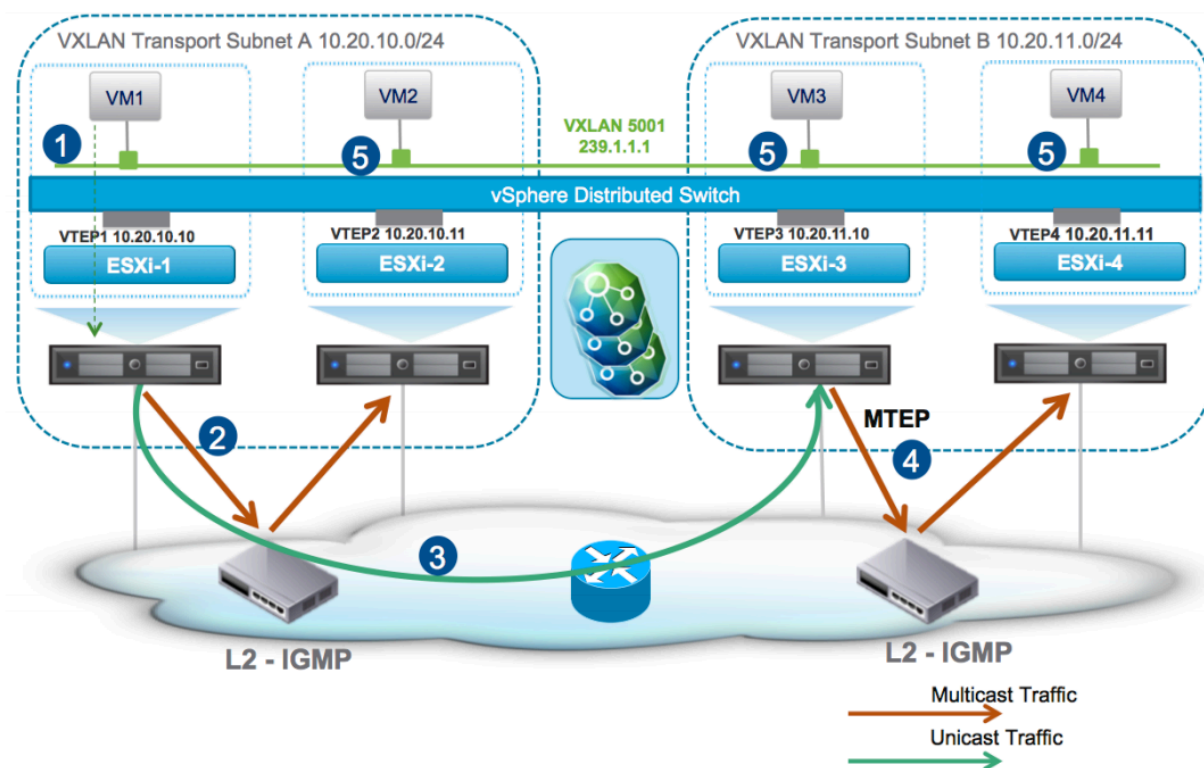 VXLAN Transport Subnet A 10.20.10.0/24
VXLAN Transport Subnet B 10.20.11.0/24
VM1
VM2
VM3
VM4
1
5
VXLAN 5001
239.1.1.1
5
5
vSphere Distributed Switch
VTEP1 10.20.10.10
VTEP2 10.20.10.11
VTEP3 10.20.11.10
VTEP4 10.20.11.11
ESXi-1
ESXi-2
ESXi-3
ESXi-4
2
MTEP
4
3
L2 - IGMP
L2 - IGMP
Multicast Traffic
Unicast Traffic